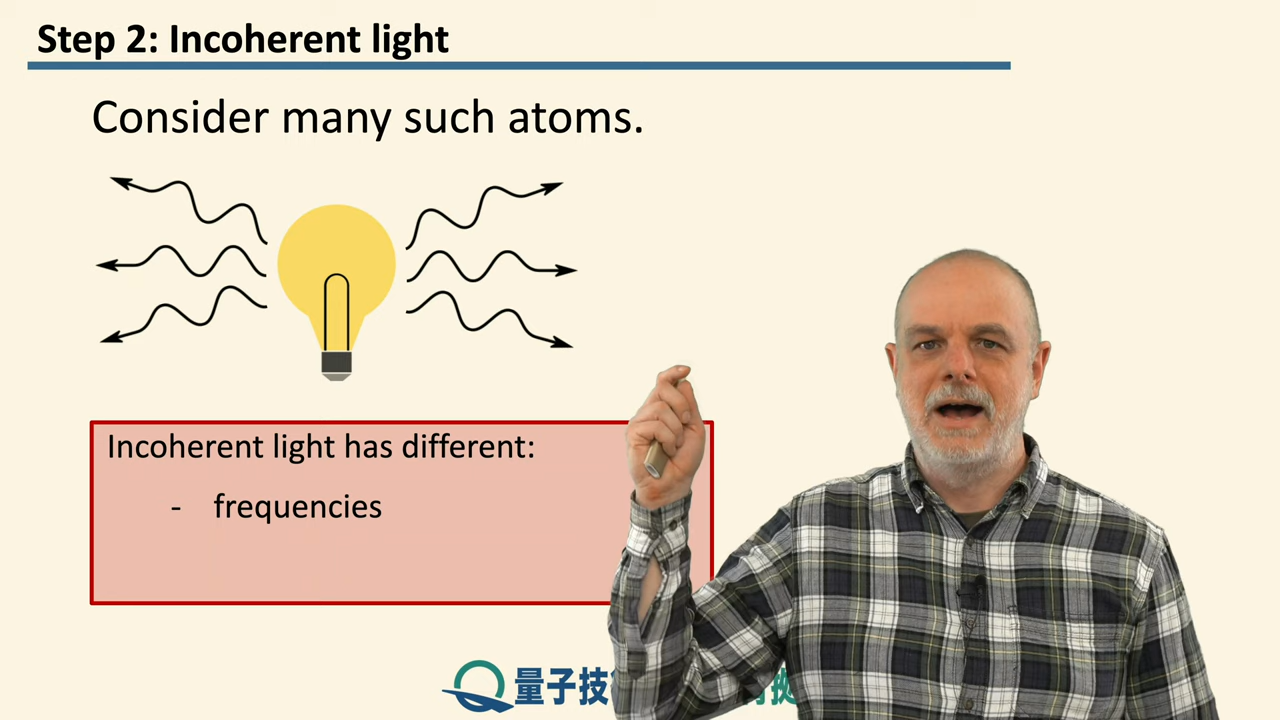 Step 2: Incoherent light
Consider many such atoms.
Incoherent light has different:
- frequencies
量子技